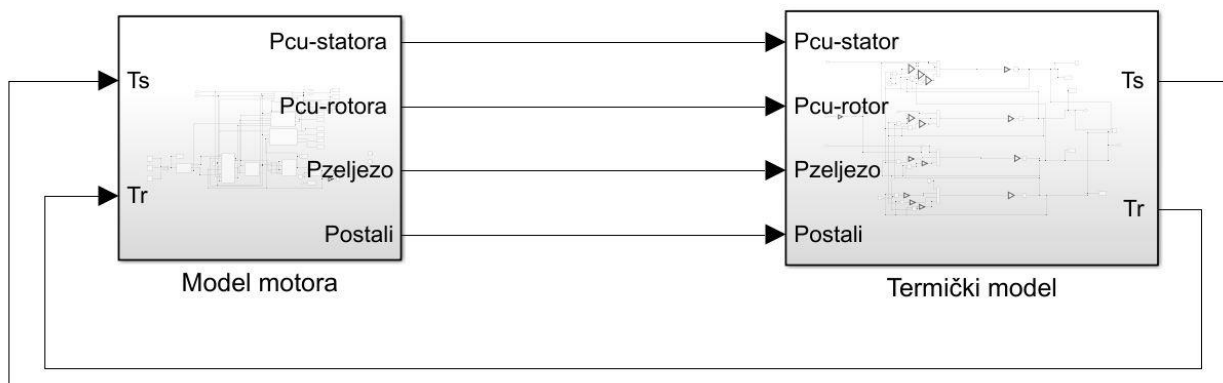 Pcu-statora
Ts
Pcu-rotora
Pzeljezo
Tr
Postali
Model motora
Pcu-stator
Ts
Pcu-rotor
Pzeljezo
Tr
Postali
Termički model